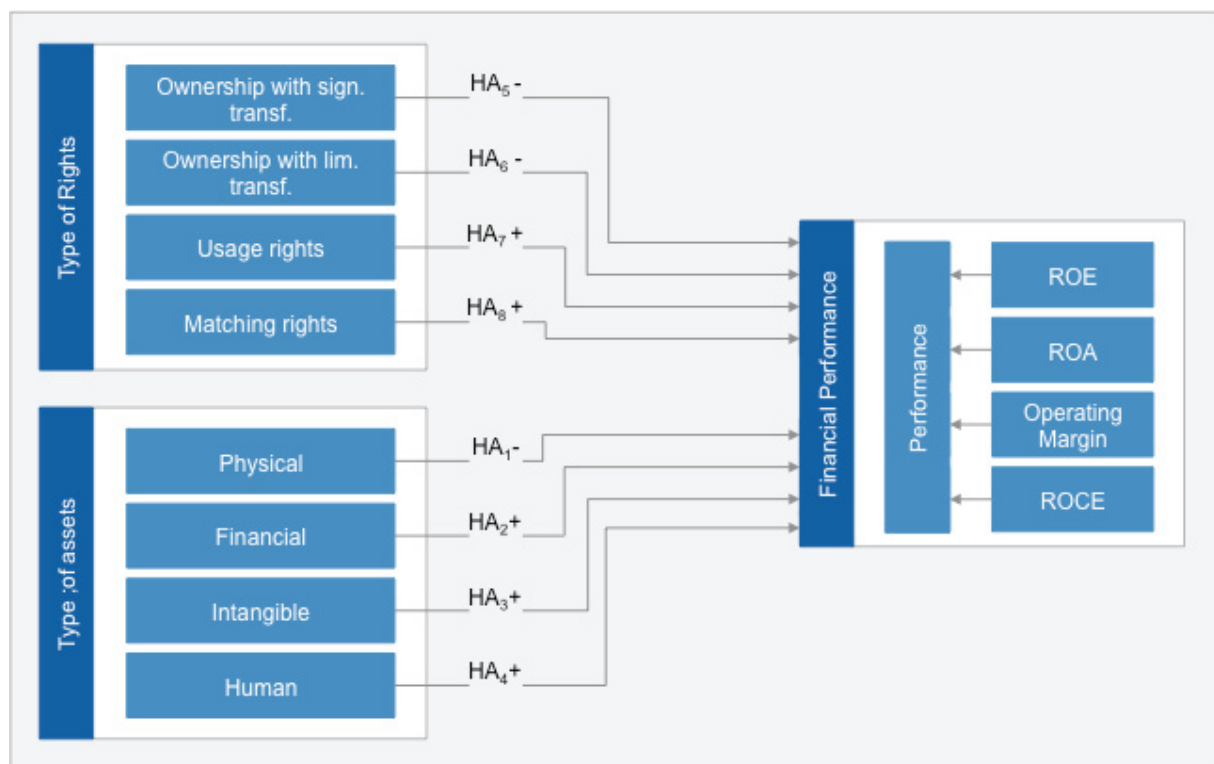 Type of Rights
Ownership with sign.
transf.
HA₅ -
Ownership with lim.
transf.
HA₆ -
Usage rights
HA₇ +
Matching rights
HA₈ +
Type ;of assets
Physical
HA₁-
Financial
HA₂+
Intangible
HA₃+
Human
HA₄+
Financial Performance
Performance
ROE
ROA
Operating
Margin
ROCE